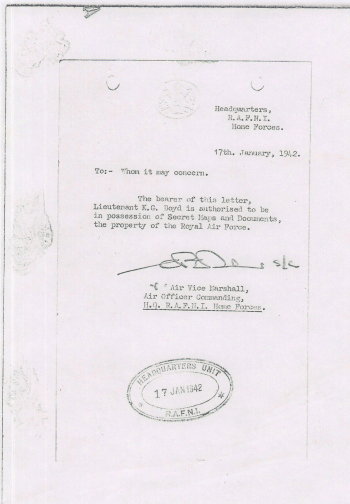 Headquarters,
R.A.F.N.I.
Home Forces.
17th. January, 1942.
To:- Whom it may concern.
The bearer of this letter,
Lieutenant K.G. Boyd is authorised to be
in possession of Secret Maps and Documents,
the property of the Royal Air Force.
Air Vice Marshall,
Air Officer Commanding,
H.Q. R.A.F.N.I. Home Forces.
HEADQUARTERS UNIT
17 JAN 1942
R.A.F.N.I.